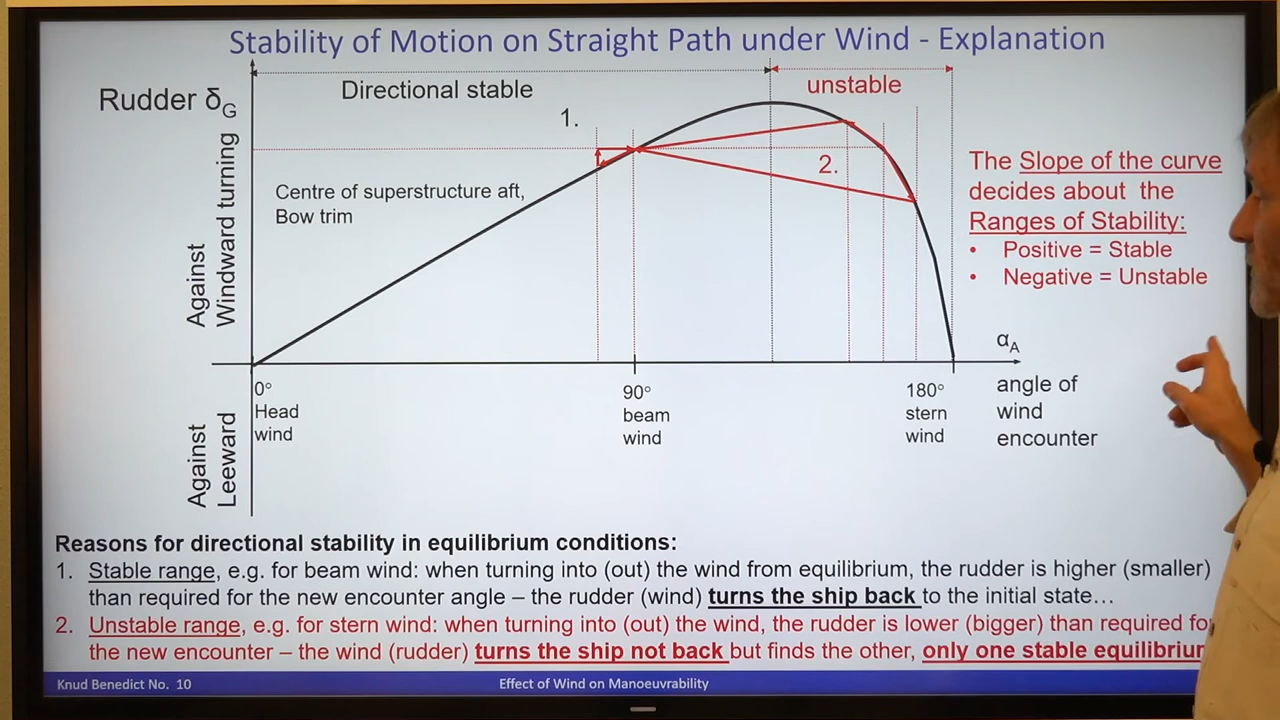 Stability of Motion on Straight Path under Wind - Explanation
Directional stable
unstable
Rudder δG
1.
Against
Windward turning
Centre of superstructure aft,
Bow trim
2.
The Slope of the curve
decides about the
Ranges of Stability:
• Positive = Stable
• Negative = Unstable
αA
0°
Head
wind
90°
beam
wind
180°
stern
wind
angle of
wind
encounter
Against
Leeward
Reasons for directional stability in equilibrium conditions:
1. Stable range, e.g. for beam wind: when turning into (out) the wind from equilibrium, the rudder is higher (smaller)
than required for the new encounter angle – the rudder (wind) turns the ship back to the initial state…
2. Unstable range, e.g. for stern wind: when turning into (out) the wind, the rudder is lower (bigger) than required fo
the new encounter – the wind (rudder) turns the ship not back but finds the other, only one stable equilibriu
Knud Benedict No. 10
Effect of Wind on Manoeuvrability